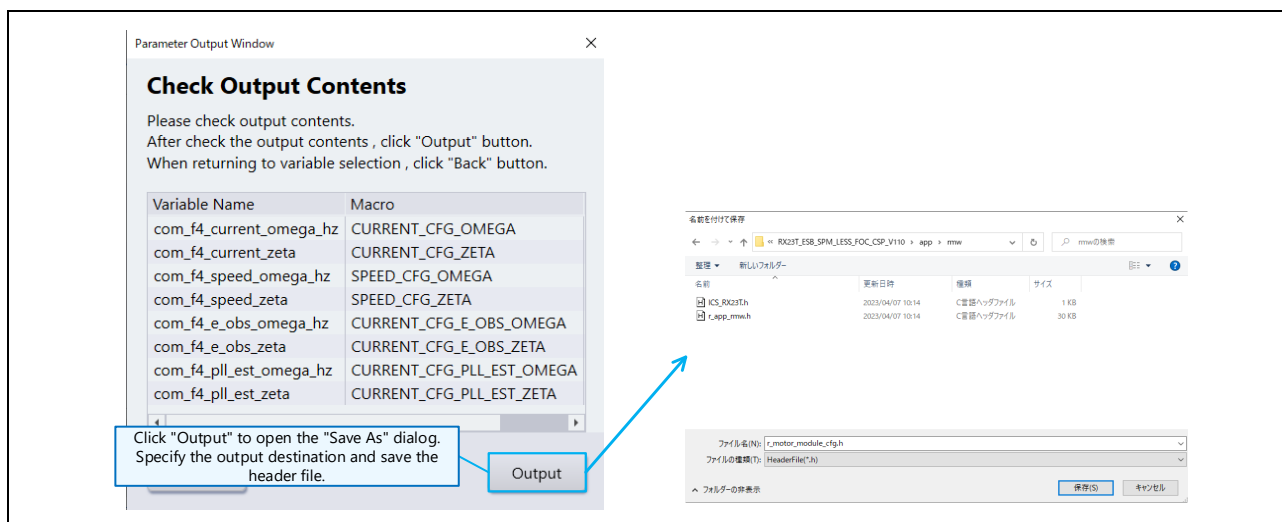 Parameter Output Window
Check Output Contents
Please check output contents.
After check the output contents , click "Output" button.
When returning to variable selection , click "Back" button.
Variable Name Macro
com_f4_current_omega_hz CURRENT_CFG_OMEGA
com_f4_current_zeta CURRENT_CFG_ZETA
com_f4_speed_omega_hz SPEED_CFG_OMEGA
com_f4_speed_zeta SPEED_CFG_ZETA
com_f4_e_obs_omega_hz CURRENT_CFG_E_OBS_OMEGA
com_f4_e_obs_zeta CURRENT_CFG_E_OBS_ZETA
com_f4_pll_est_omega_hz CURRENT_CFG_PLL_EST_OMEGA
com_f4_pll_est_zeta CURRENT_CFG_PLL_EST_ZETA
Click "Output" to open the "Save As" dialog.
Specify the output destination and save the
header file.
Output
名前を付けて保存
« RX23T_ESB_SPM_LESS_FOC_CSP_V110 › app › rmw rmwの検索
整理 新しいフォルダー
名前 更新日時 種類 サイズ
ICS_RX23T.h 2023/04/07 10:14 C言語ヘッダファイル 1 KB
r_app_rmw.h 2023/04/07 10:14 C言語ヘッダファイル 30 KB
ファイル名(N): r_motor_module_cfg.h
ファイルの種類(T): HeaderFile(*.h)
フォルダーの非表示 保存(S) キャンセル